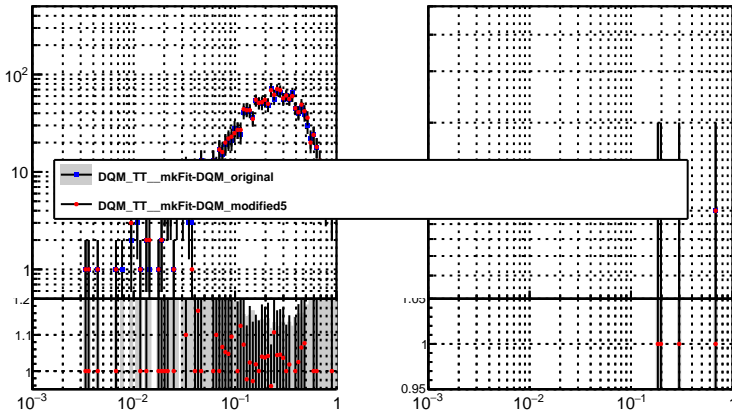 10²
10
1
1.2
1.1
1
10⁻³ 10⁻² 10⁻¹ 1
DQM_TT__mkFit-DQM_original
DQM_TT__mkFit-DQM_modified5
1.05
1
0.95
10⁻³ 10⁻² 10⁻¹ 1